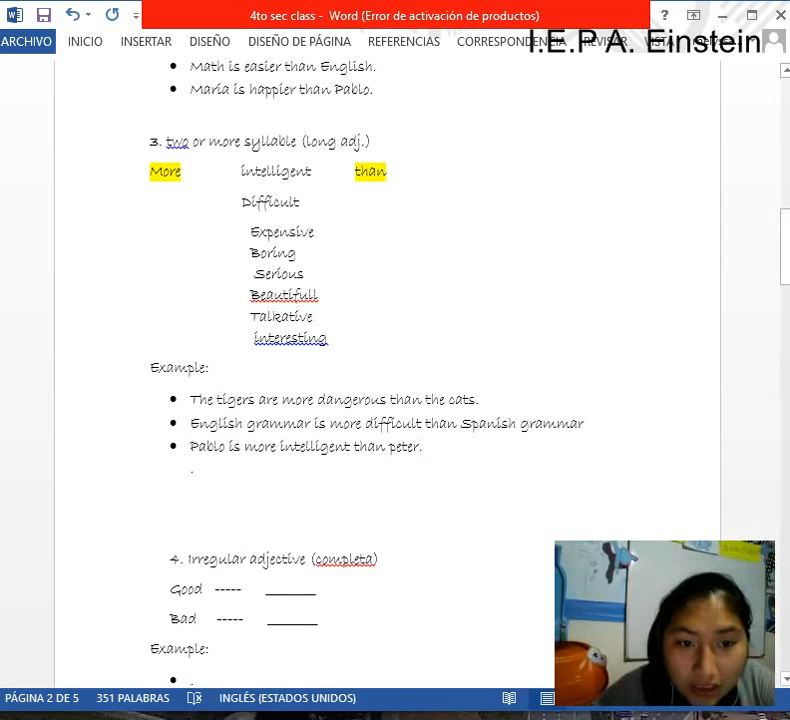 4to sec class - Word (Error de activación de productos)
I.E.P.A. Einstein
ARCHIVO INICIO INSERTAR DISEÑO DISEÑO DE PÁGINA REFERENCIAS CORRESPONDENCIA REVISAR VISTA
Math is easier than English.
María is happier than Pablo.
3. two or more syllable (long adj.)
More intelligent than
Difficult
Expensive
Boring
Serious
Beautifull
Talkative
interesting
Example:
The tigers are more dangerous than the cats.
English grammar is more difficult than Spanish grammar
Pablo is more intelligent than peter.
.
4. Irregular adjective (completa)
Good ----- ______
Bad ----- ______
Example:
.
PÁGINA 2 DE 5 351 PALABRAS INGLÉS (ESTADOS UNIDOS)